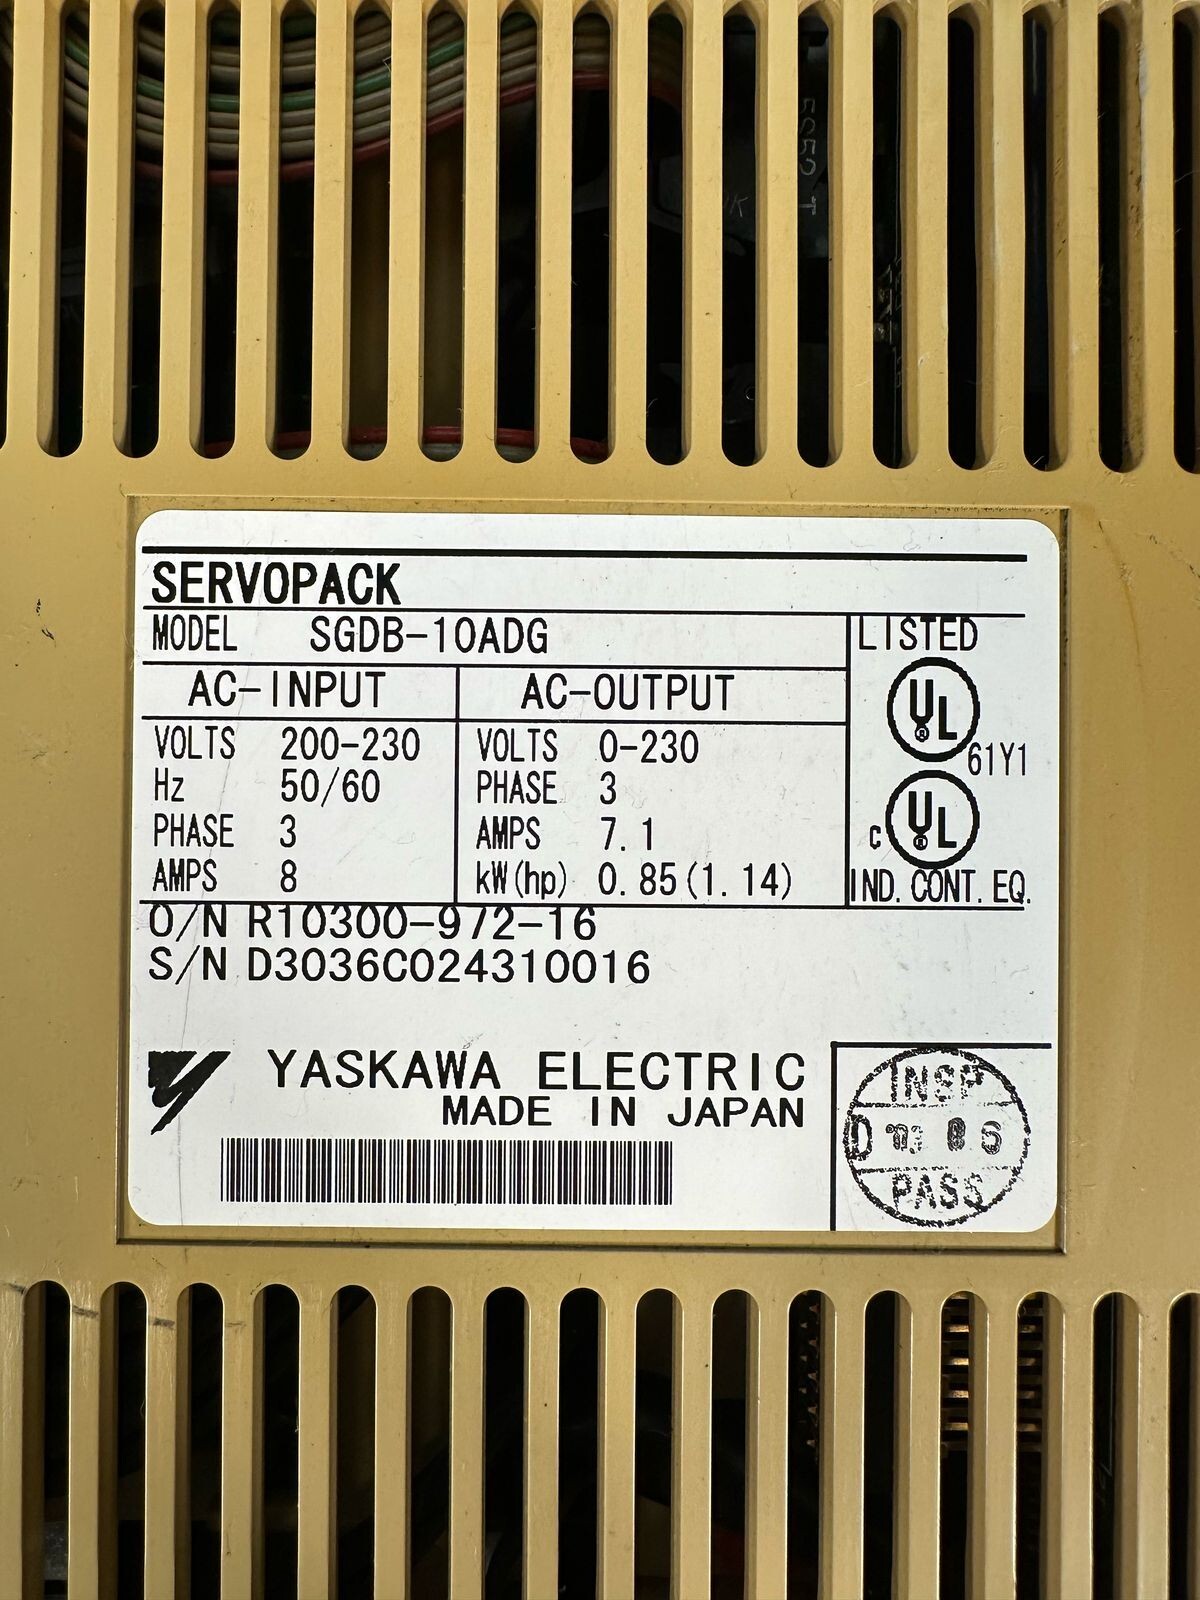 SERVOPACK
MODEL SGDB-10ADG
LISTED
AC-INPUT AC-OUTPUT
VOLTS 200-230 VOLTS 0-230
Hz 50/60 PHASE 3
PHASE 3 AMPS 7.1
AMPS 8 kW(hp) 0.85(1.14)
UL ®
61Y1
C UL ®
IND. CONT. EQ.
O/N R10300-972-16
S/N D3036C024310016
YASKAWA ELECTRIC
MADE IN JAPAN
INSP
D
PASS